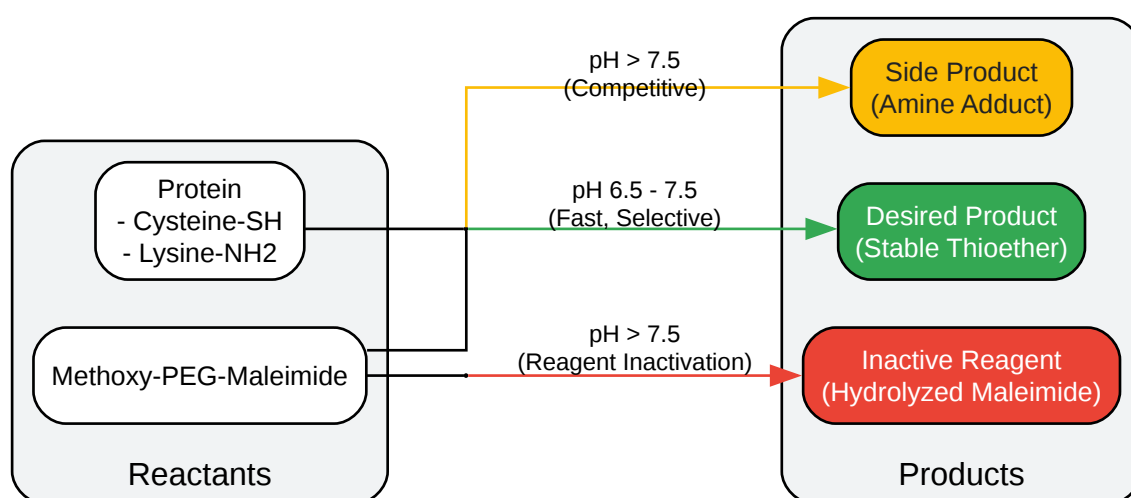 pH > 7.5
(Competitive)
Side Product
(Amine Adduct)
Protein
- Cysteine-SH
- Lysine-NH2
pH 6.5 - 7.5
(Fast, Selective)
Desired Product
(Stable Thioether)
Methoxy-PEG-Maleimide
pH > 7.5
(Reagent Inactivation)
Inactive Reagent
(Hydrolyzed Maleimide)
Reactants
Products